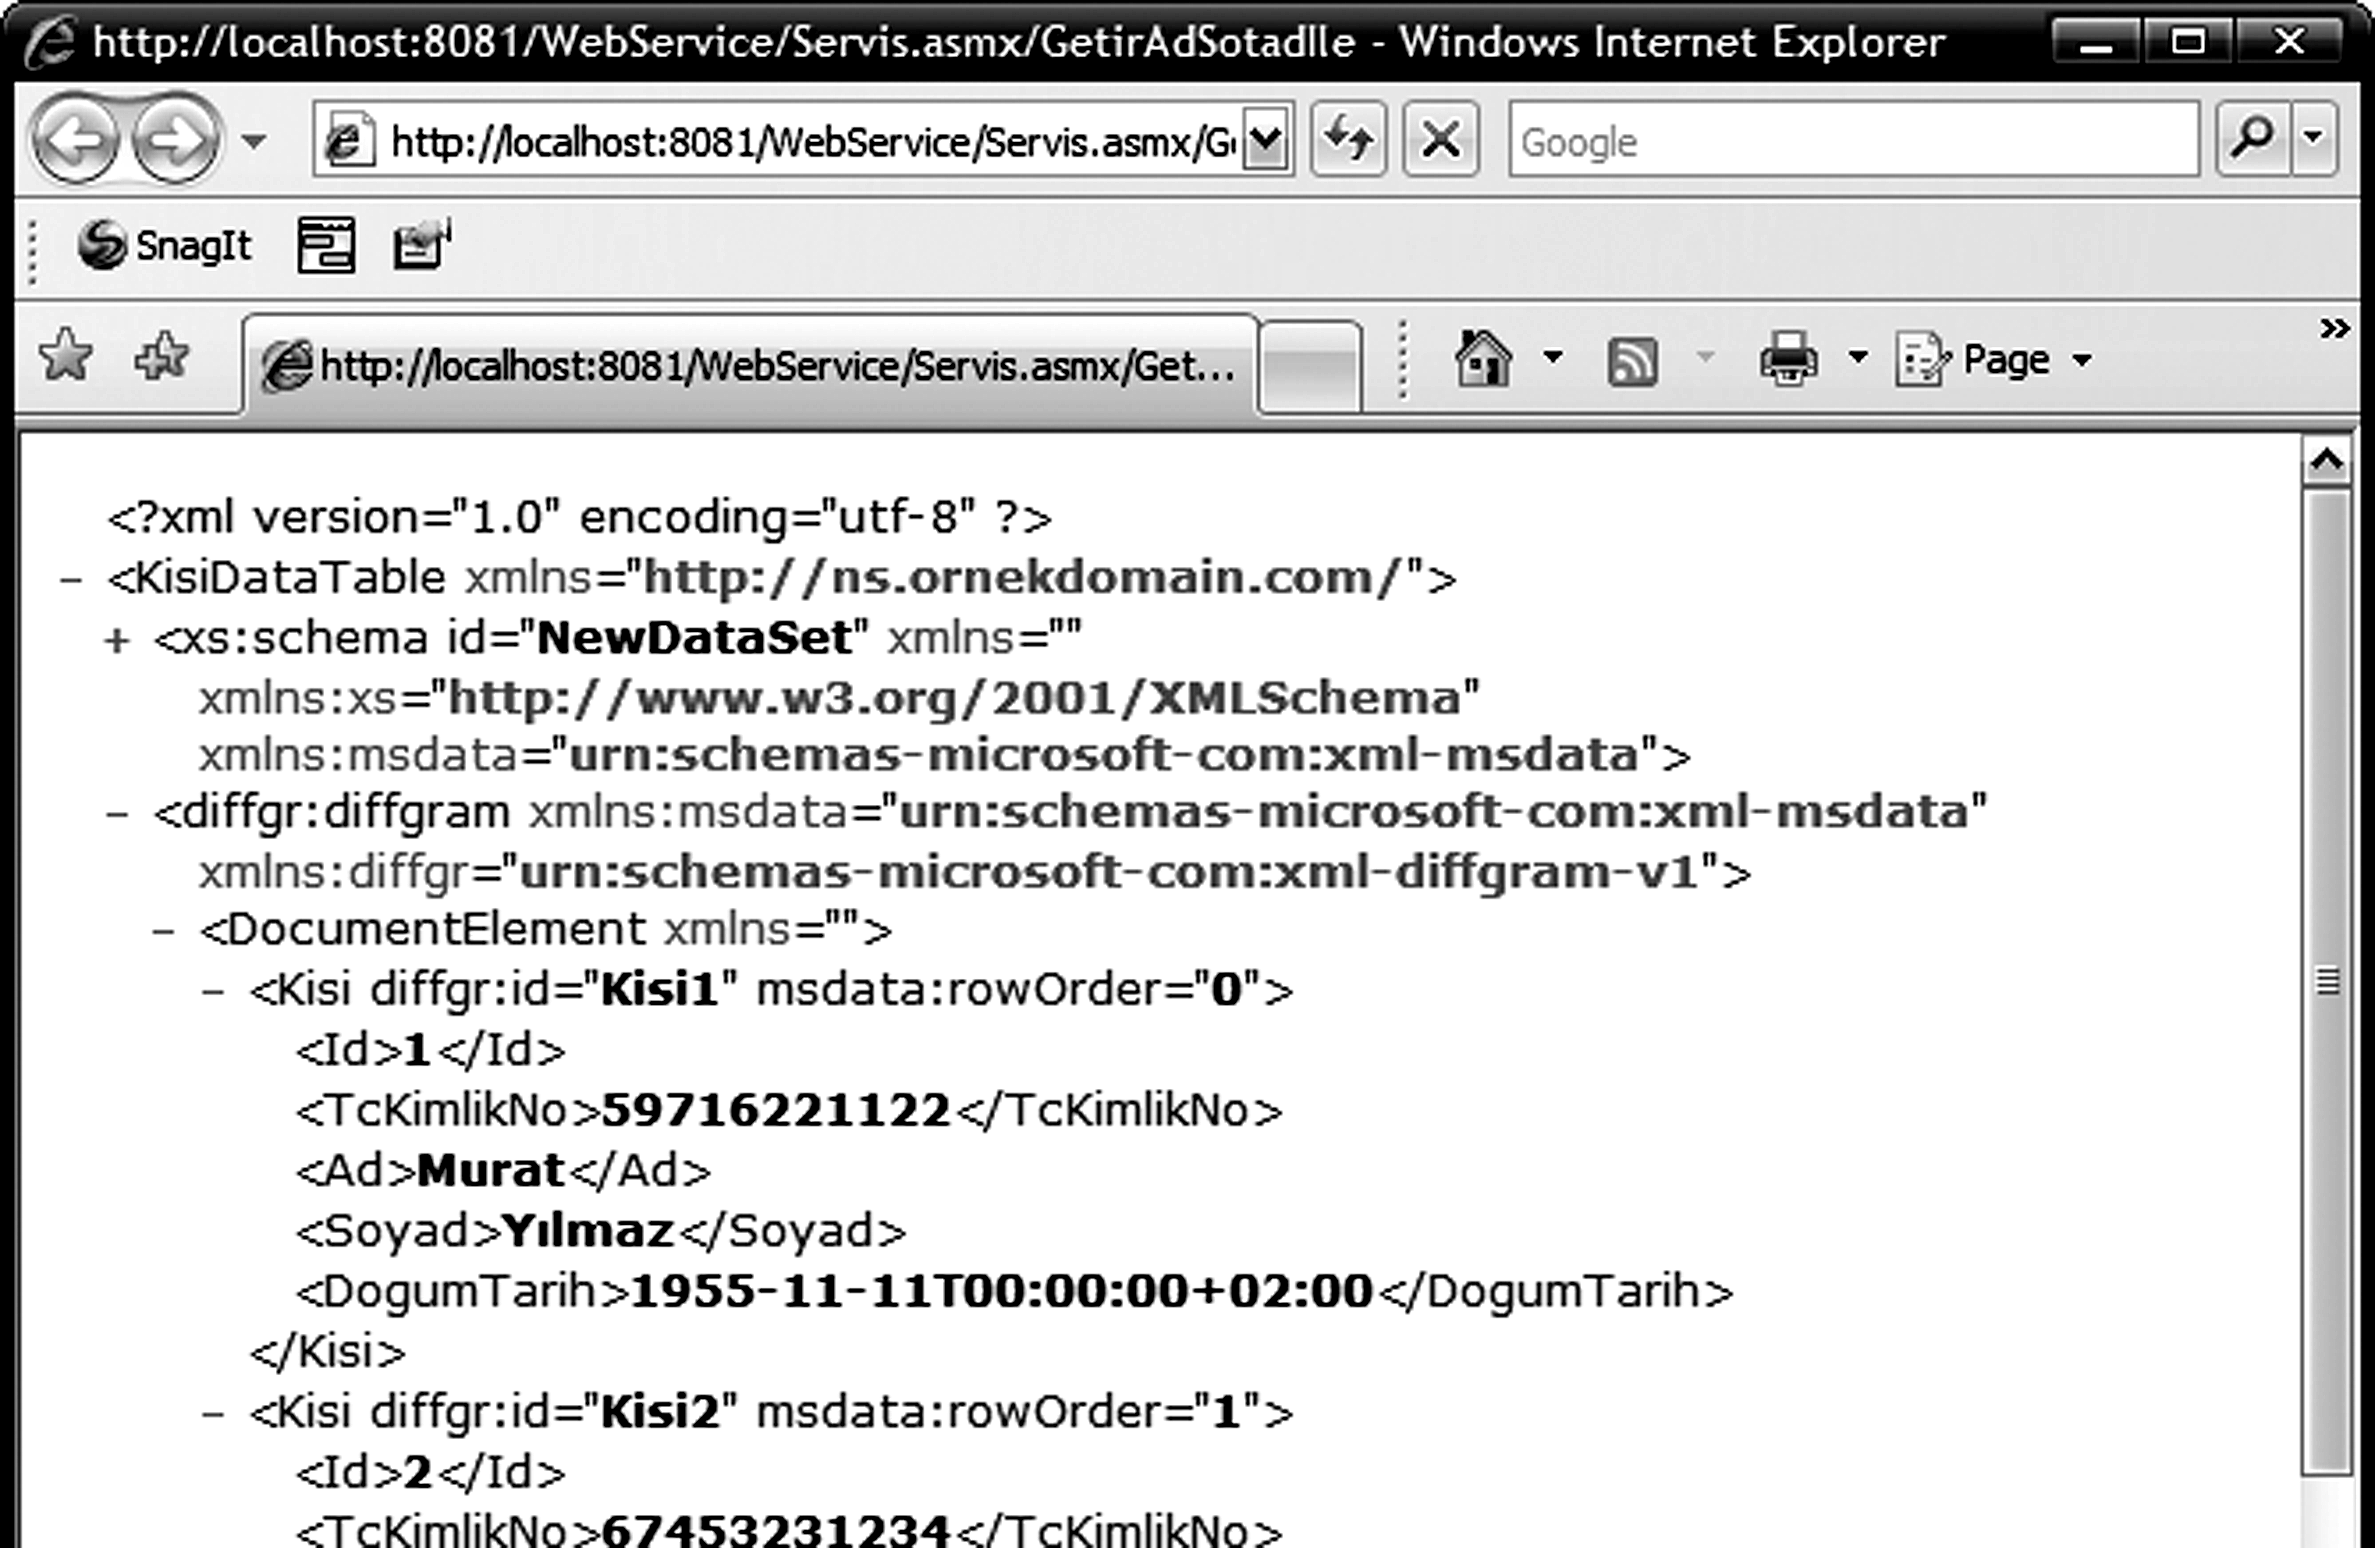 http://localhost:8081/WebService/Servis.asmx/GetirAdSotadIle - Windows Internet Explorer
http://localhost:8081/WebService/Servis.asmx/G
Google
SnagIt
http://localhost:8081/WebService/Servis.asmx/Get...
Page
<?xml version="1.0" encoding="utf-8" ?>
- <KisiDataTable xmlns="http://ns.ornekdomain.com/">
+ <xs:schema id="NewDataSet" xmlns=""
xmlns:xs="http://www.w3.org/2001/XMLSchema"
xmlns:msdata="urn:schemas-microsoft-com:xml-msdata">
- <diffgr:diffgram xmlns:msdata="urn:schemas-microsoft-com:xml-msdata"
xmlns:diffgr="urn:schemas-microsoft-com:xml-diffgram-v1">
- <DocumentElement xmlns="">
- <Kisi diffgr:id="Kisi1" msdata:rowOrder="0">
<Id>1</Id>
<TcKimlikNo>59716221122</TcKimlikNo>
<Ad>Murat</Ad>
<Soyad>Yılmaz</Soyad>
<DogumTarih>1955-11-11T00:00:00+02:00</DogumTarih>
</Kisi>
- <Kisi diffgr:id="Kisi2" msdata:rowOrder="1">
<Id>2</Id>
<TcKimlikNo>67453231234</TcKimlikNo>